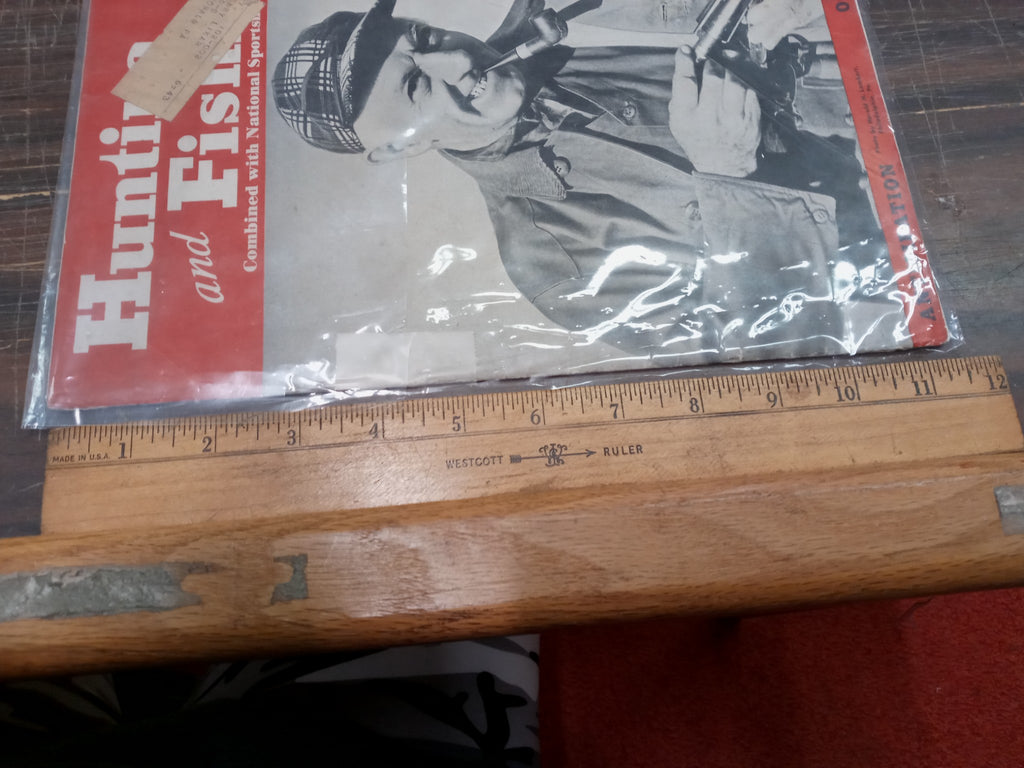 Huntin
and Fishin
Combined with National Sports
MADE IN U.S.A.
1 2 3 4 5 6 7 8 9 10 11 12
WESTCOTT RULER